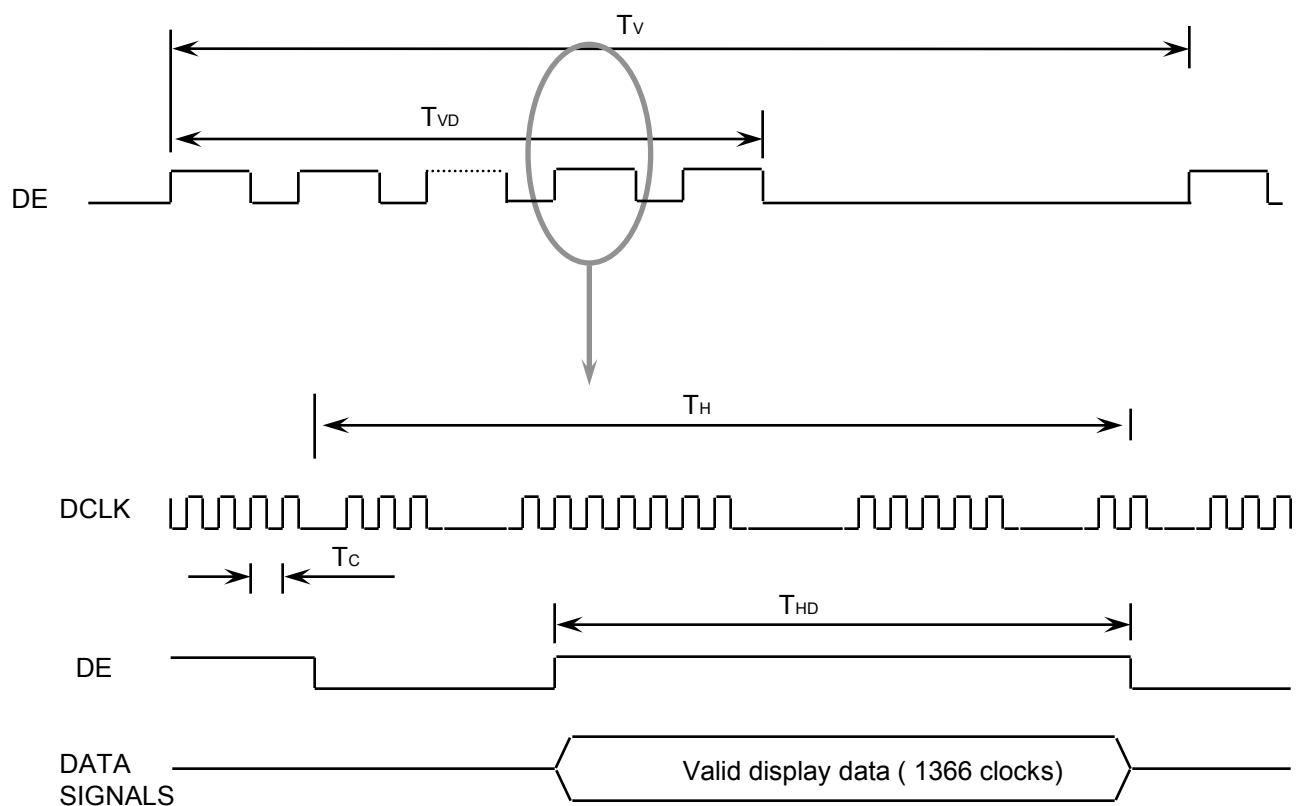 TV
TVD
DE
TH
DCLK
TC
THD
DE
Valid display data ( 1366 clocks)
DATA
SIGNALS